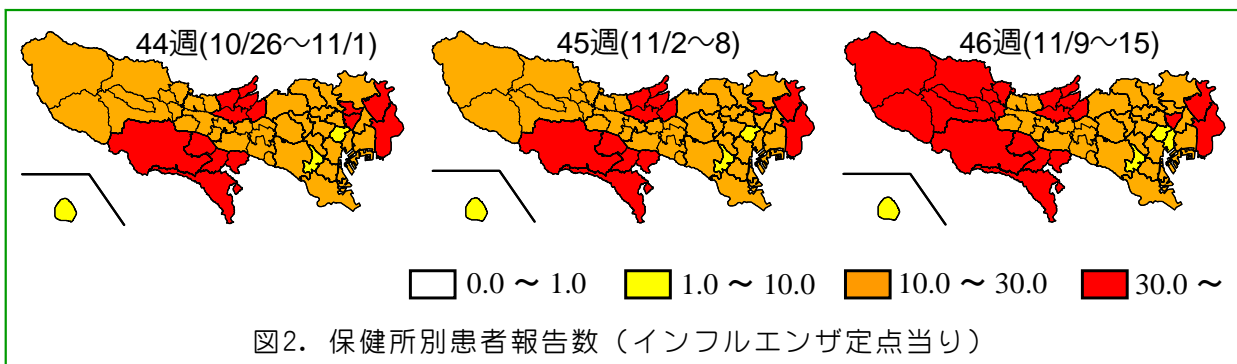 44週(10/26～11/1)
45週(11/2～8)
46週(11/9～15)
0.0 ～ 1.0
1.0 ～ 10.0
10.0 ～ 30.0
30.0 ～
図2. 保健所別患者報告数（インフルエンザ定点当り）